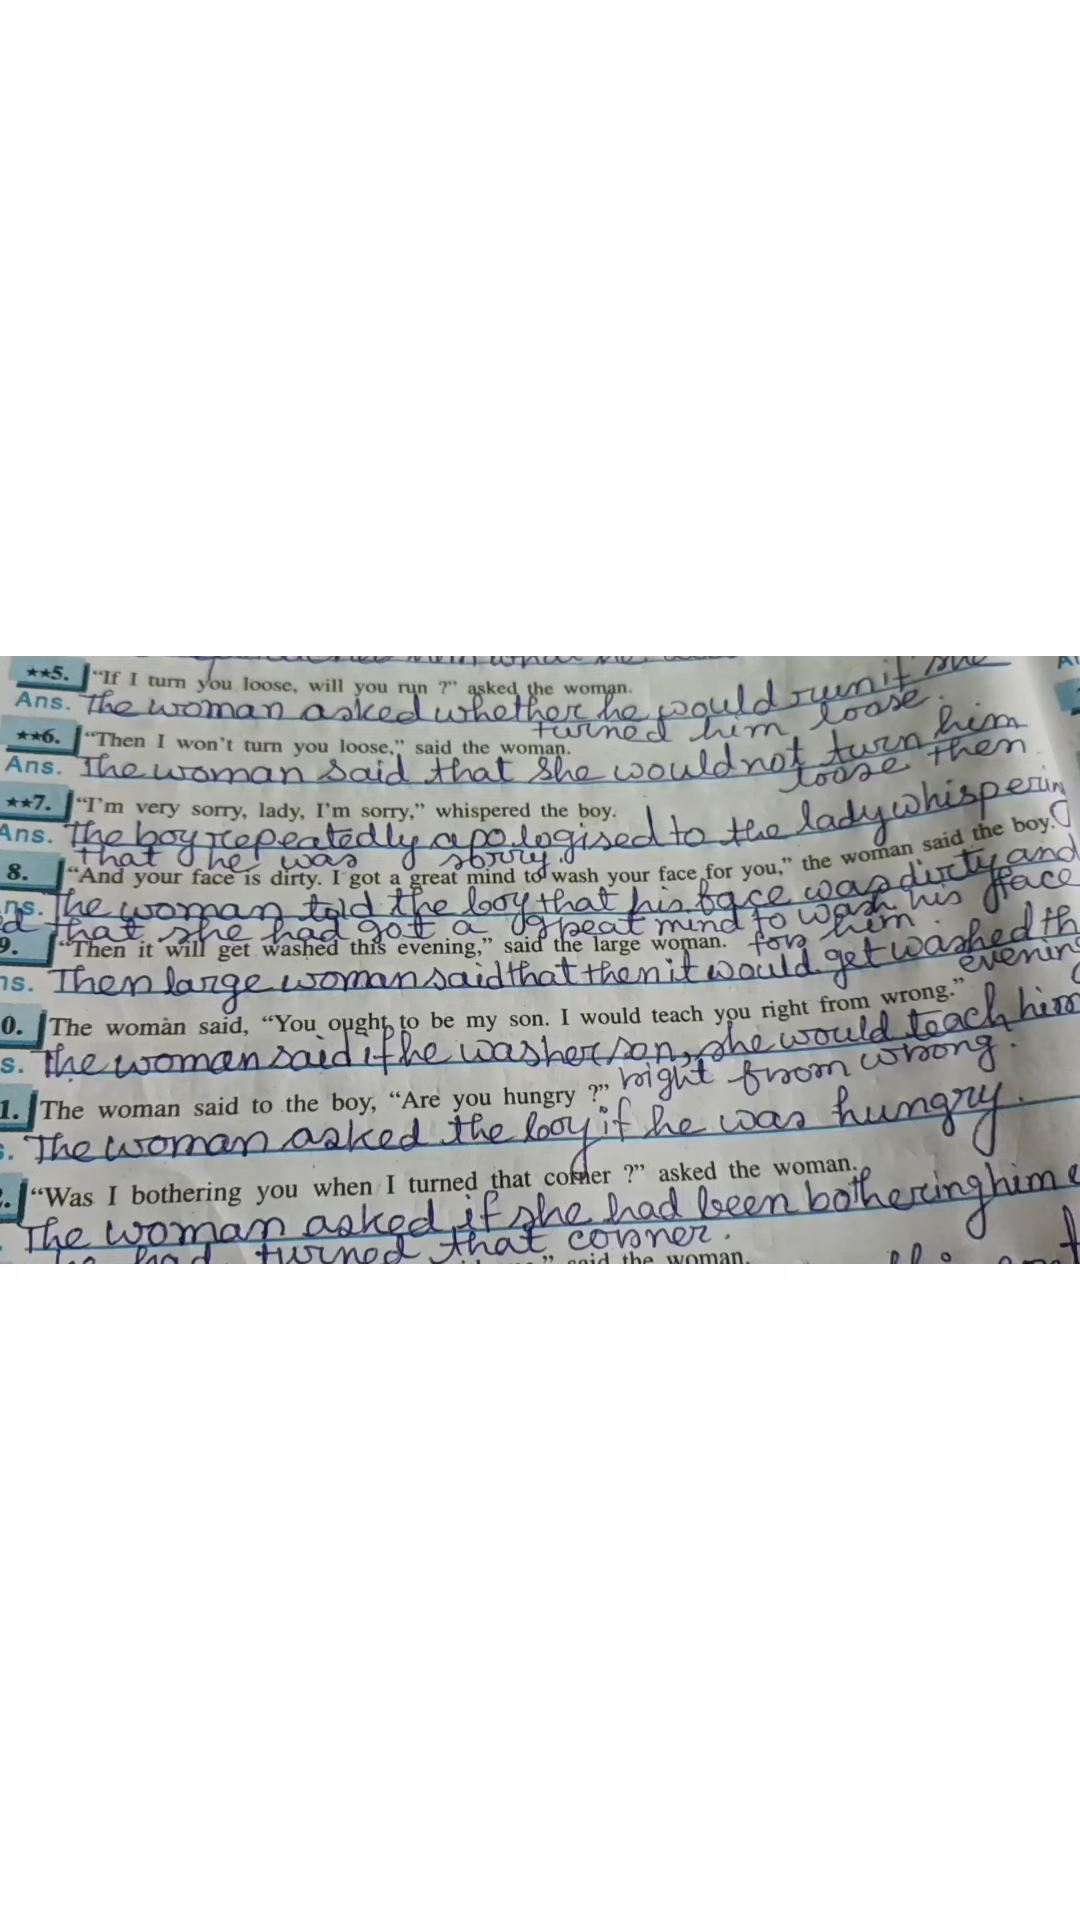 **5. "If I turn you loose, will you run ?" asked the woman.
Ans. The woman asked whether he would run if she
turned him loose.
**6. "Then I won't turn you loose," said the woman.
Ans. The woman said that she would not turn him
loose then.
**7. "I'm very sorry, lady, I'm sorry," whispered the boy.
Ans. The boy repeatedly apologised to the lady whisperin
that he was sorry.
8. "And your face is dirty. I got a great mind to wash your face for you," the woman said the boy.
ns. The woman told the boy that his face was dirty and
d that she had got a great mind to wash his face
for him.
9. "Then it will get washed this evening," said the large woman.
ns. Then large woman said that then it would get washed th
evening
0. The woman said, "You ought to be my son. I would teach you right from wrong."
s. The woman said if he was her son, she would teach him
right from wrong.
1. The woman said to the boy, "Are you hungry ?"
s. The woman asked the boy if he was hungry.
2. "Was I bothering you when I turned that corner ?" asked the woman.
The woman asked if she had been bothering him
had turned that corner.
said the woman.